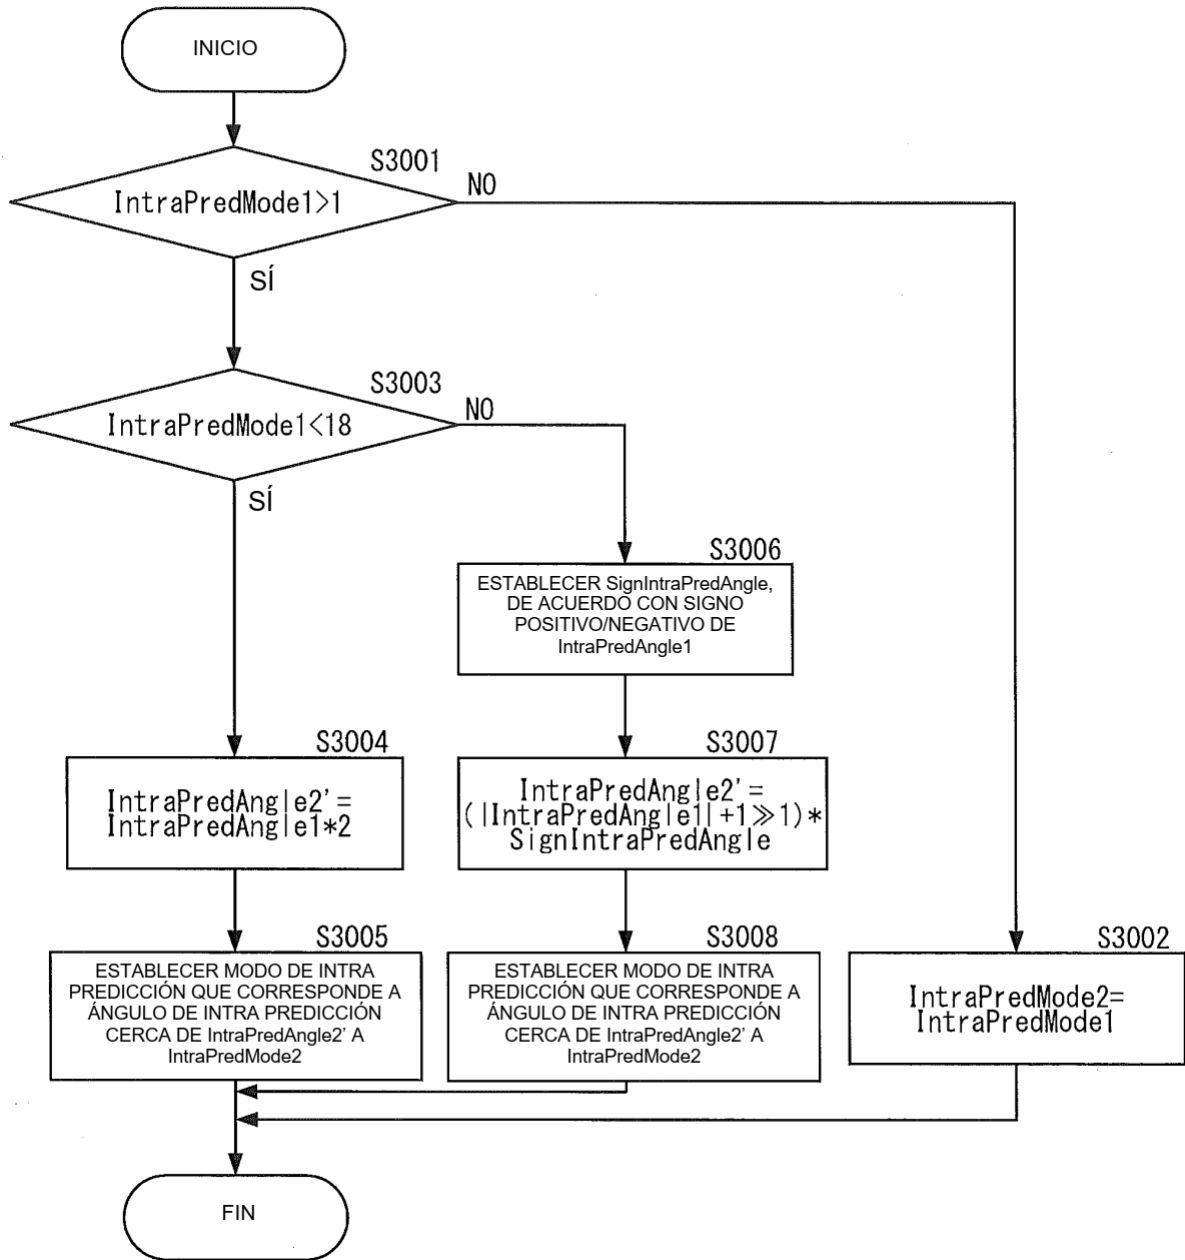 INICIO
S3001
IntraPredMode1>1
NO
SÍ
S3003
IntraPredMode1<18
NO
SÍ
S3006
ESTABLECER SignIntraPredAngle,
DE ACUERDO CON SIGNO
POSITIVO/NEGATIVO DE
IntraPredAngle1
S3004
IntraPredAngle2'=
IntraPredAngle1*2
S3007
IntraPredAngle2'=
(|IntraPredAngle1|+1≫1)*
SignIntraPredAngle
S3005
ESTABLECER MODO DE INTRA
PREDICCIÓN QUE CORRESPONDE A
ÁNGULO DE INTRA PREDICCIÓN
CERCA DE IntraPredAngle2' A
IntraPredMode2
S3008
ESTABLECER MODO DE INTRA
PREDICCIÓN QUE CORRESPONDE A
ÁNGULO DE INTRA PREDICCIÓN
CERCA DE IntraPredAngle2' A
IntraPredMode2
S3002
IntraPredMode2=
IntraPredMode1
FIN